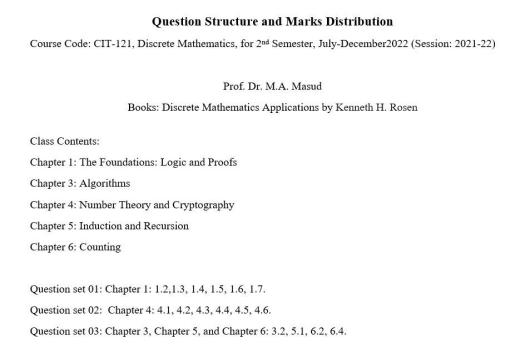 Question Structure and Marks Distribution
Course Code: CIT-121, Discrete Mathematics, for 2nd Semester, July-December2022 (Session: 2021-22)
Prof. Dr. M.A. Masud
Books: Discrete Mathematics Applications by Kenneth H. Rosen
Class Contents:
Chapter 1: The Foundations: Logic and Proofs
Chapter 3: Algorithms
Chapter 4: Number Theory and Cryptography
Chapter 5: Induction and Recursion
Chapter 6: Counting
Question set 01: Chapter 1: 1.2,1.3, 1.4, 1.5, 1.6, 1.7.
Question set 02: Chapter 4: 4.1, 4.2, 4.3, 4.4, 4.5, 4.6.
Question set 03: Chapter 3, Chapter 5, and Chapter 6: 3.2, 5.1, 6.2, 6.4.